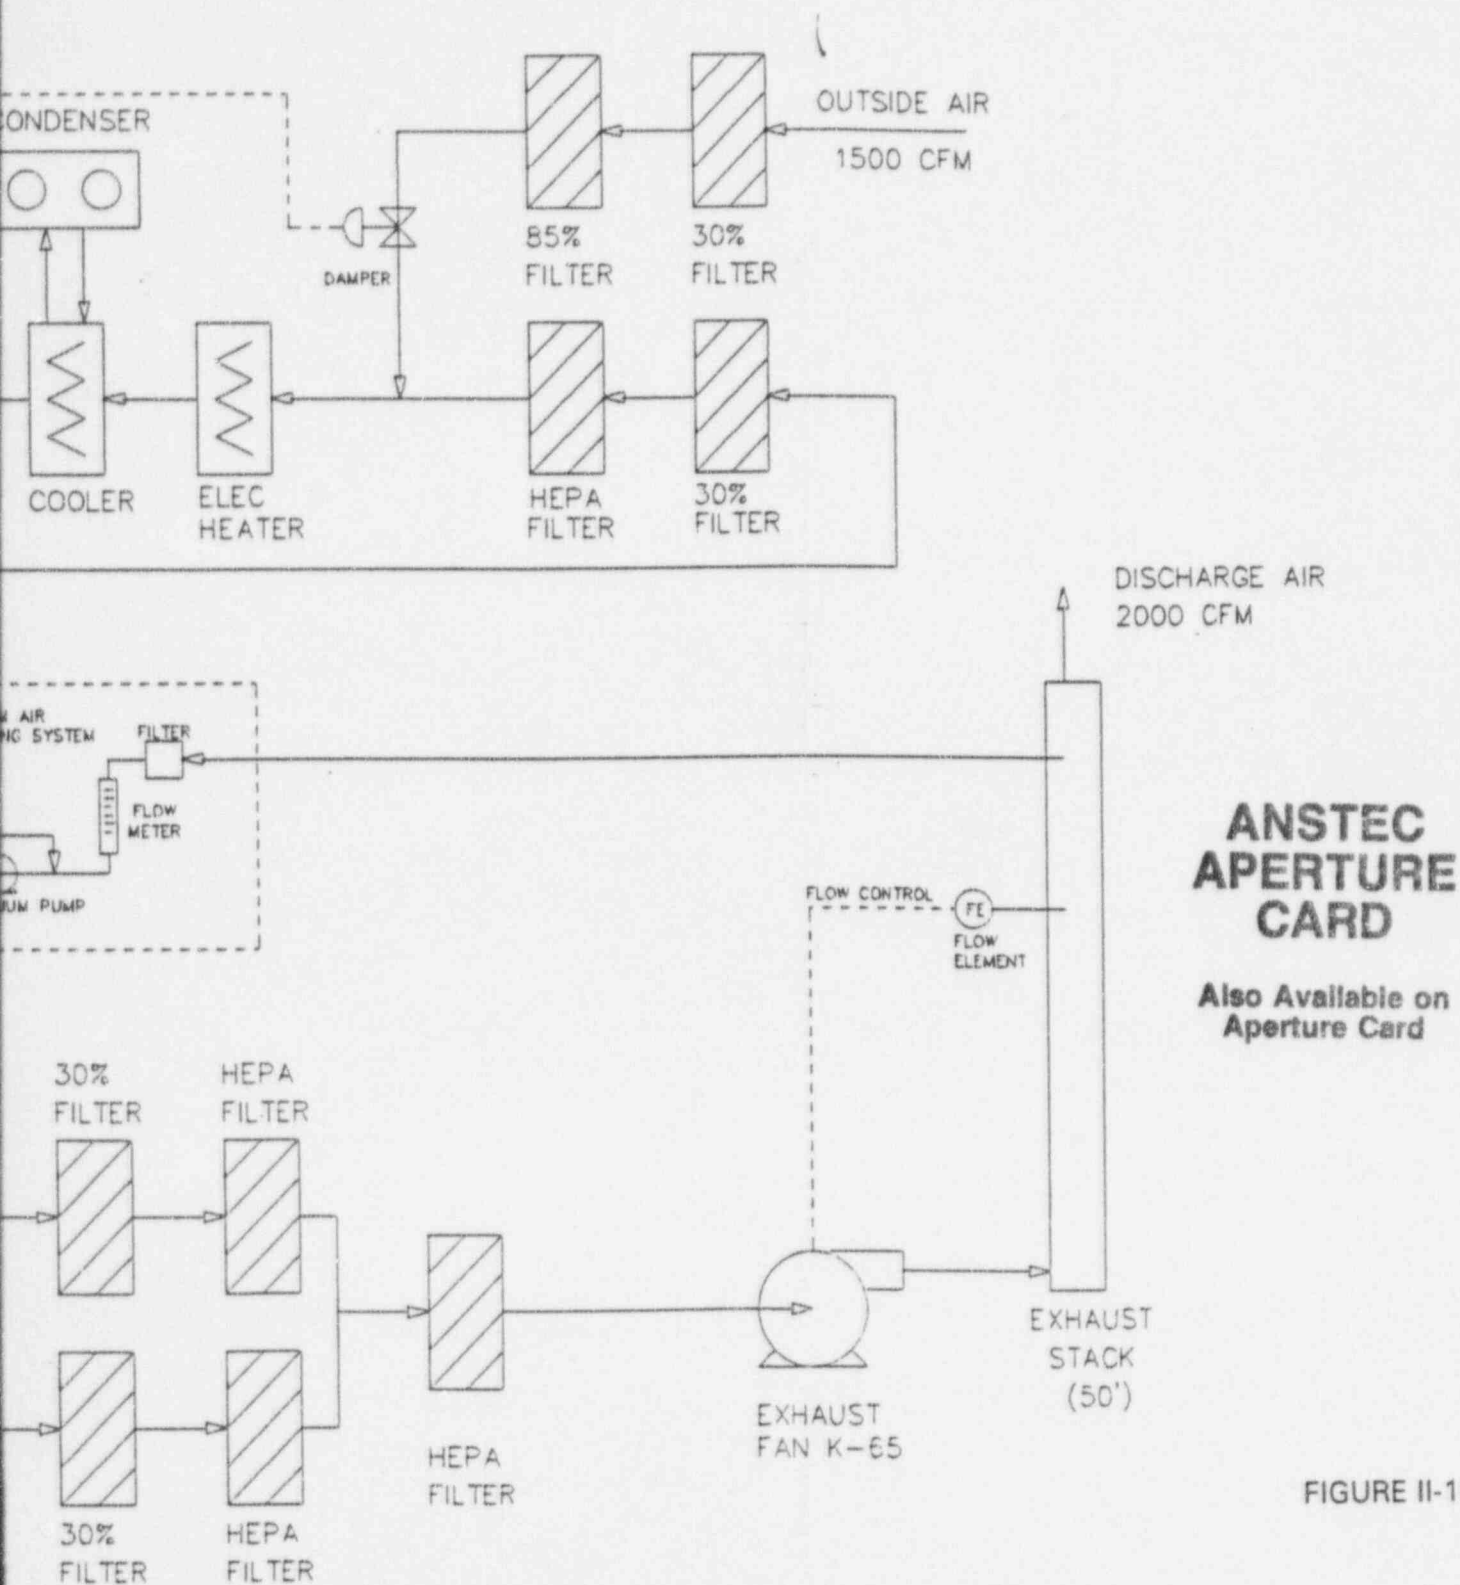 OUTSIDE AIR
1500 CFM
85%
FILTER
30%
FILTER
DAMPER
COOLER
ELEC
HEATER
HEPA
FILTER
30%
FILTER
DISCHARGE AIR
2000 CFM
AIR
SYSTEM
FILTER
FLOW
METER
PUMP
FLOW CONTROL
FE
FLOW
ELEMENT
ANSTEC
APERTURE
CARD
Also Available on
Aperture Card
30%
FILTER
HEPA
FILTER
30%
FILTER
HEPA
FILTER
HEPA
FILTER
EXHAUST
FAN K-65
EXHAUST
STACK
(50')
FIGURE II-1